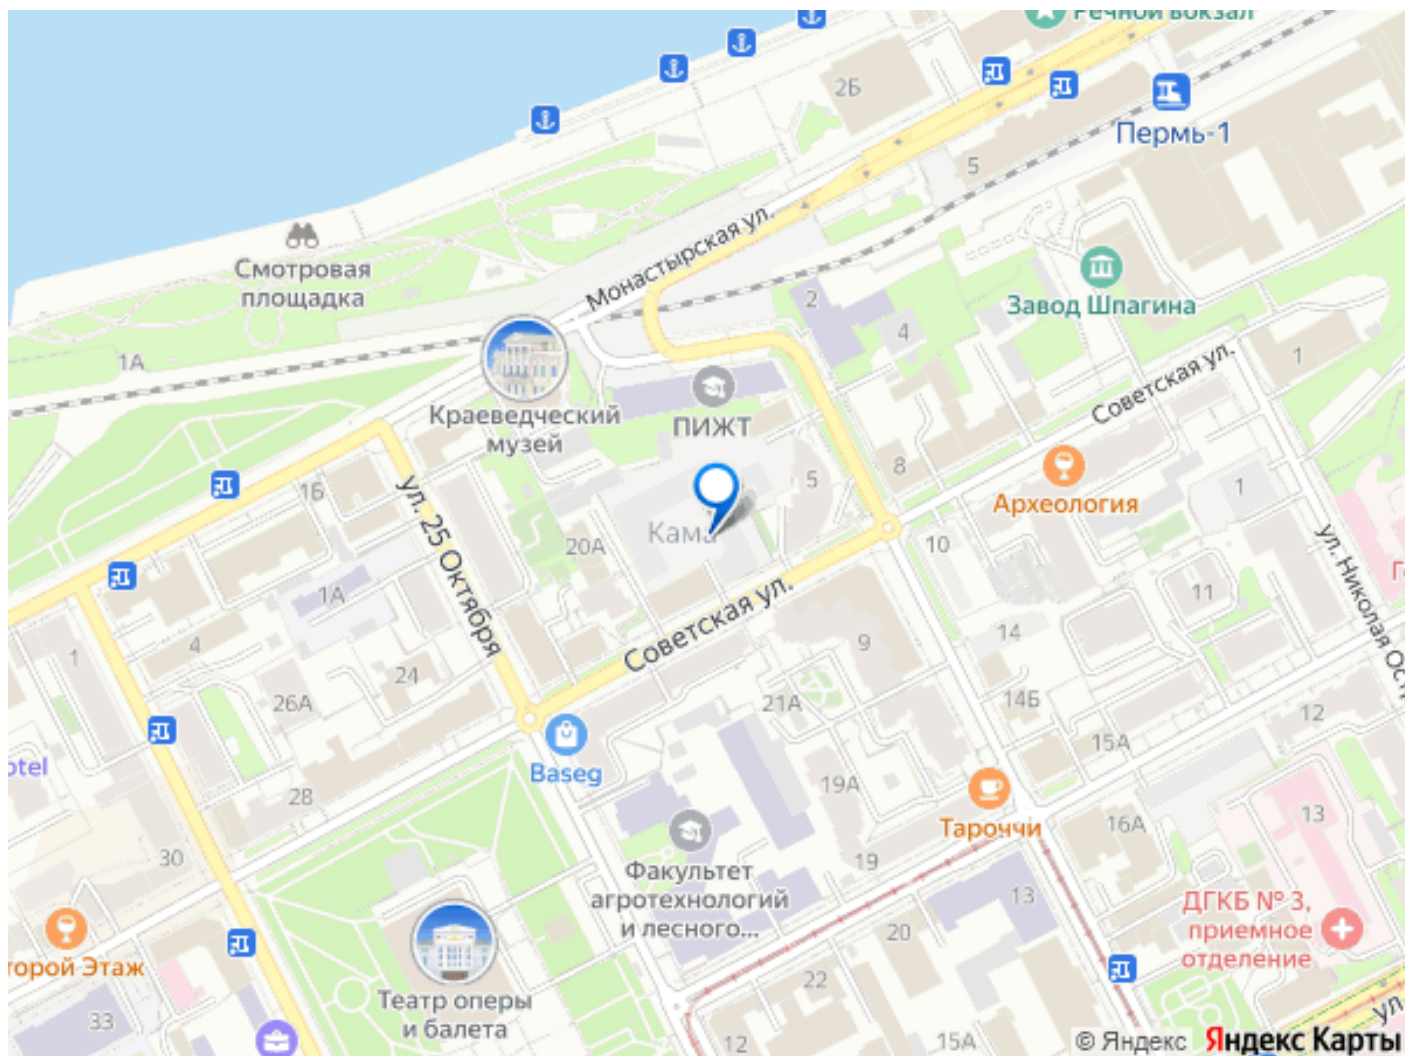 Речной вокзал
2Б
Пермь-1
5
Монастырская ул.
Смотровая
площадка
2
Завод Шпагина
4
1А
1
Советская ул.
Краеведческий
музей
ПИЖТ
8
5
Археология
1
1Б
ул. 25 Октября
Кама
20А
10
ул. Николая Ост
Г
1А
11
Советская ул.
14
9
4
1
24
26А
21А
14Б
12
15А
otel
Baseg
19А
28
Тароччи
16А
13
30
19
Факультет
агротехнологий
и лесного...
13
ДГКБ № 3,
приемное
отделение
20
торой Этаж
22
Театр оперы
и балета
33
12
15А
ул.
© Яндекс Яндекс Карты